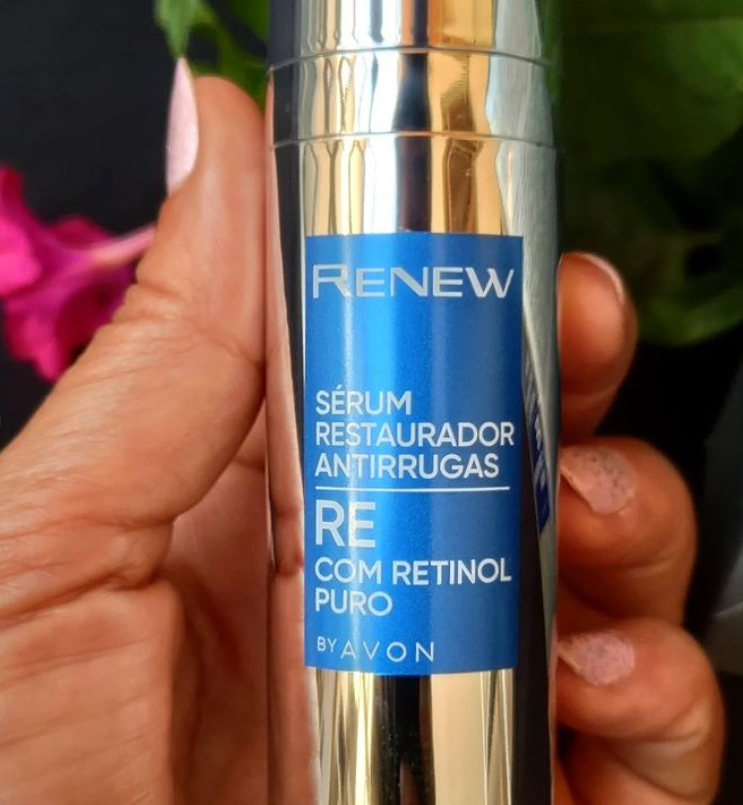 RENEW
SÉRUM
RESTAURADOR
ANTIRRUGAS
RE
COM RETINOL
PURO
BY AVON